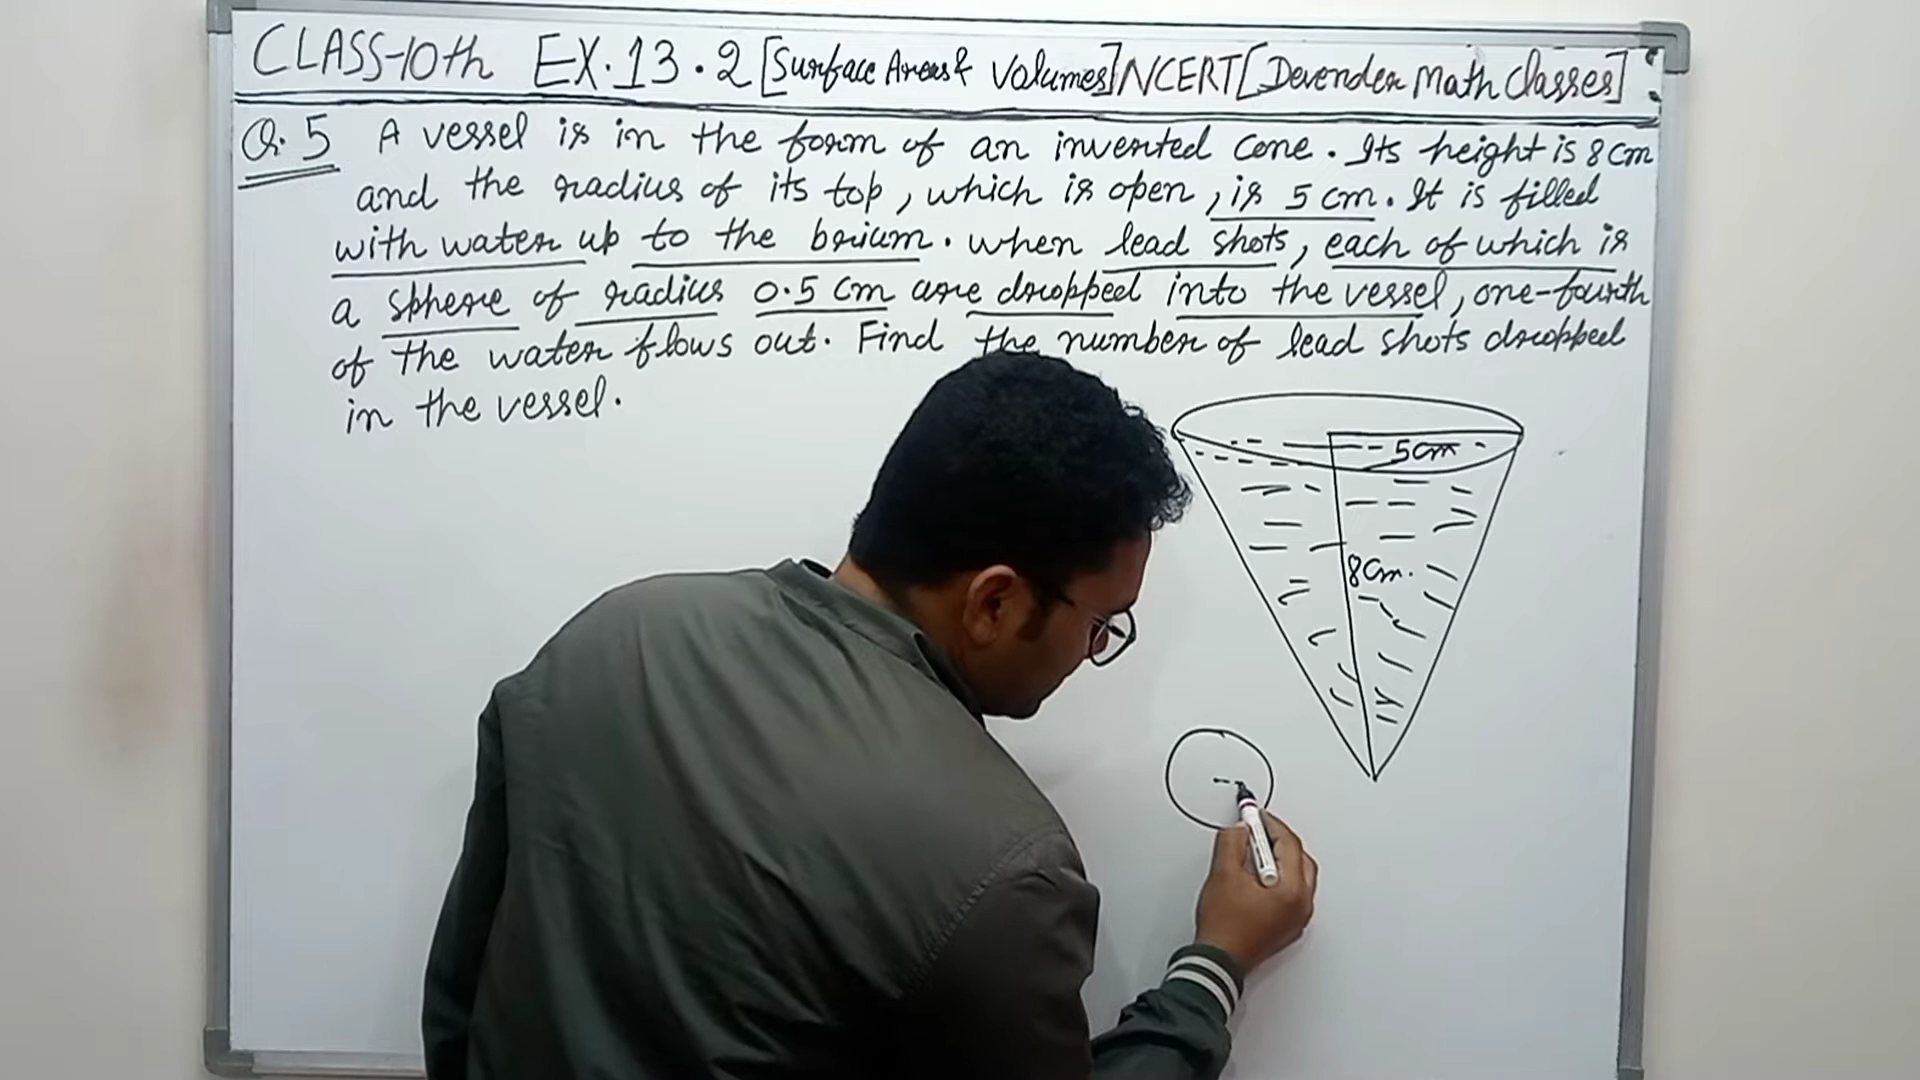 CLASS-10th EX.13.2 [Surface Areas & Volumes] NCERT [Devender Math Classes]
Q.5 A vessel is in the form of an inverted cone. Its height is 8cm
and the radius of its top, which is open, is 5 cm. It is filled
with water up to the brium. when lead shots, each of which is
a sphere of radius 0.5 cm are dropped into the vessel, one-fourth
of the water flows out. Find the number of lead shots dropped
in the vessel.
5cm
8cm.